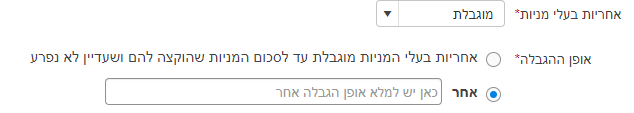 אחריות בעלי מניות* מוגבלת
אופן ההגבלה* אחריות בעלי המניות מוגבלת עד לסכום המניות שהוקצה להם ושעדיין לא נפרע
אחר כאן יש למלא אופן הגבלה אחר